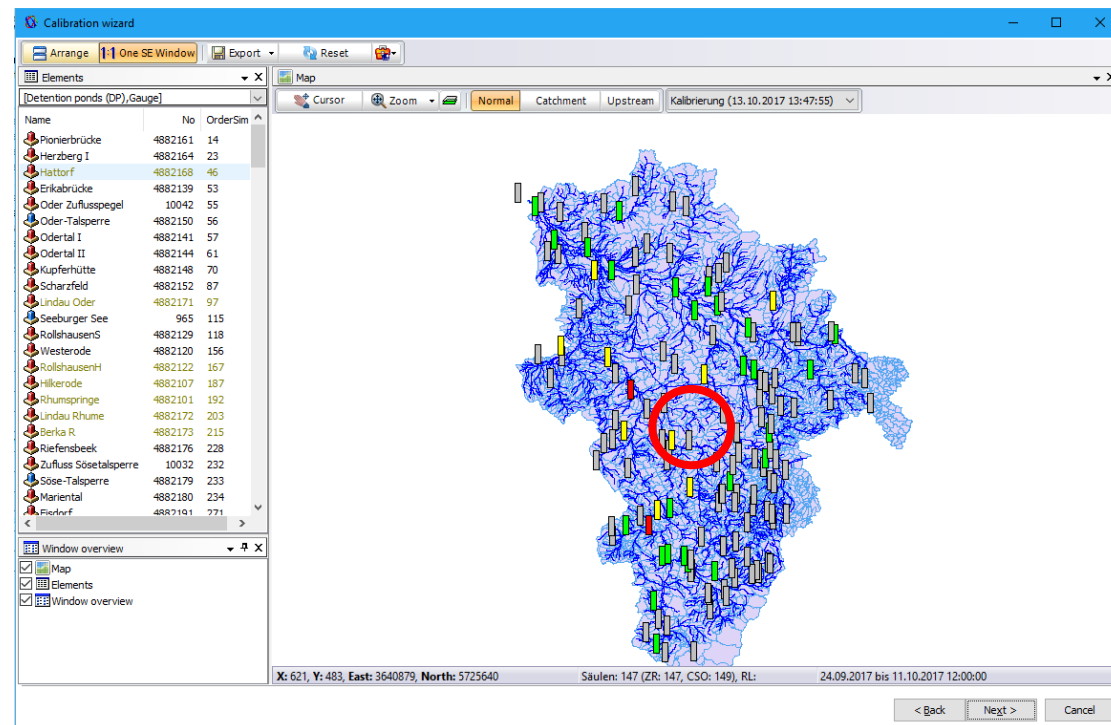 Calibration wizard
Arrange 1:1 One SE Window Export Reset
Elements
Map
[Detention ponds (DP),Gauge]
Cursor Zoom Normal Catchment Upstream Kalibrierung (13.10.2017 13:47:55)
Name No OrderSim
Pionierbrücke 4882161 14
Herzberg I 4882164 23
Hattorf 4882168 46
Erikabrücke 4882139 53
Oder Zuflusspegel 10042 55
Oder-Talsperre 4882150 56
Odertal I 4882141 57
Odertal II 4882144 61
Kupferhütte 4882148 70
Scharzfeld 4882152 87
Lindau Oder 4882171 97
Seeburger See 965 115
RollshausenS 4882129 118
Westerode 4882120 156
RollshausenH 4882122 167
Hilkerode 4882107 187
Rhumspringe 4882101 192
Lindau Rhume 4882172 203
Berka R 4882173 215
Riefensbeek 4882176 228
Zufluss Sösetalsperre 10032 232
Söse-Talsperre 4882179 233
Mariental 4882180 234
Eisdorf 4882191 271
Window overview
Map
Elements
Window overview
X: 621, Y: 483, East: 3640879, North: 5725640 Säulen: 147 (ZR: 147, CSO: 149), RL: 24.09.2017 bis 11.10.2017 12:00:00
< Back Next > Cancel